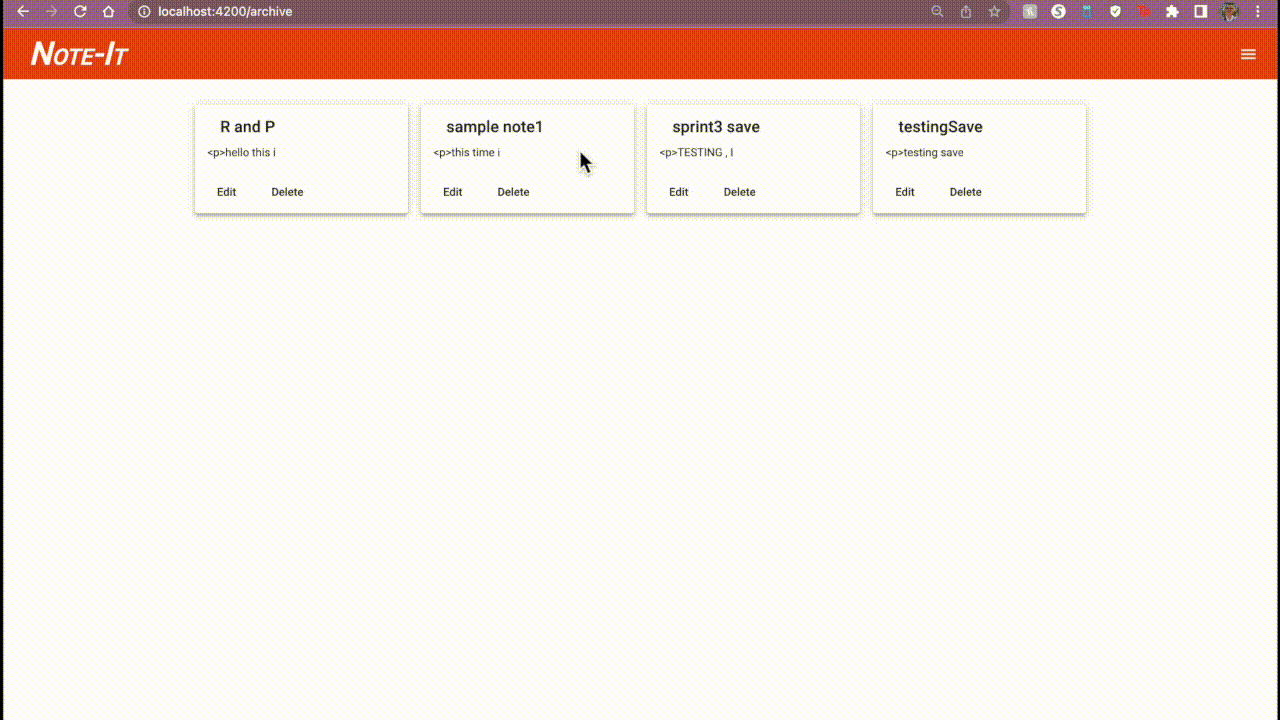 localhost:4200/archive
Note-It
R and P
<p>hello this i
Edit Delete
sample note1
<p>this time i
Edit Delete
sprint3 save
<p>TESTING , I
Edit Delete
testingSave
<p>testing save
Edit Delete